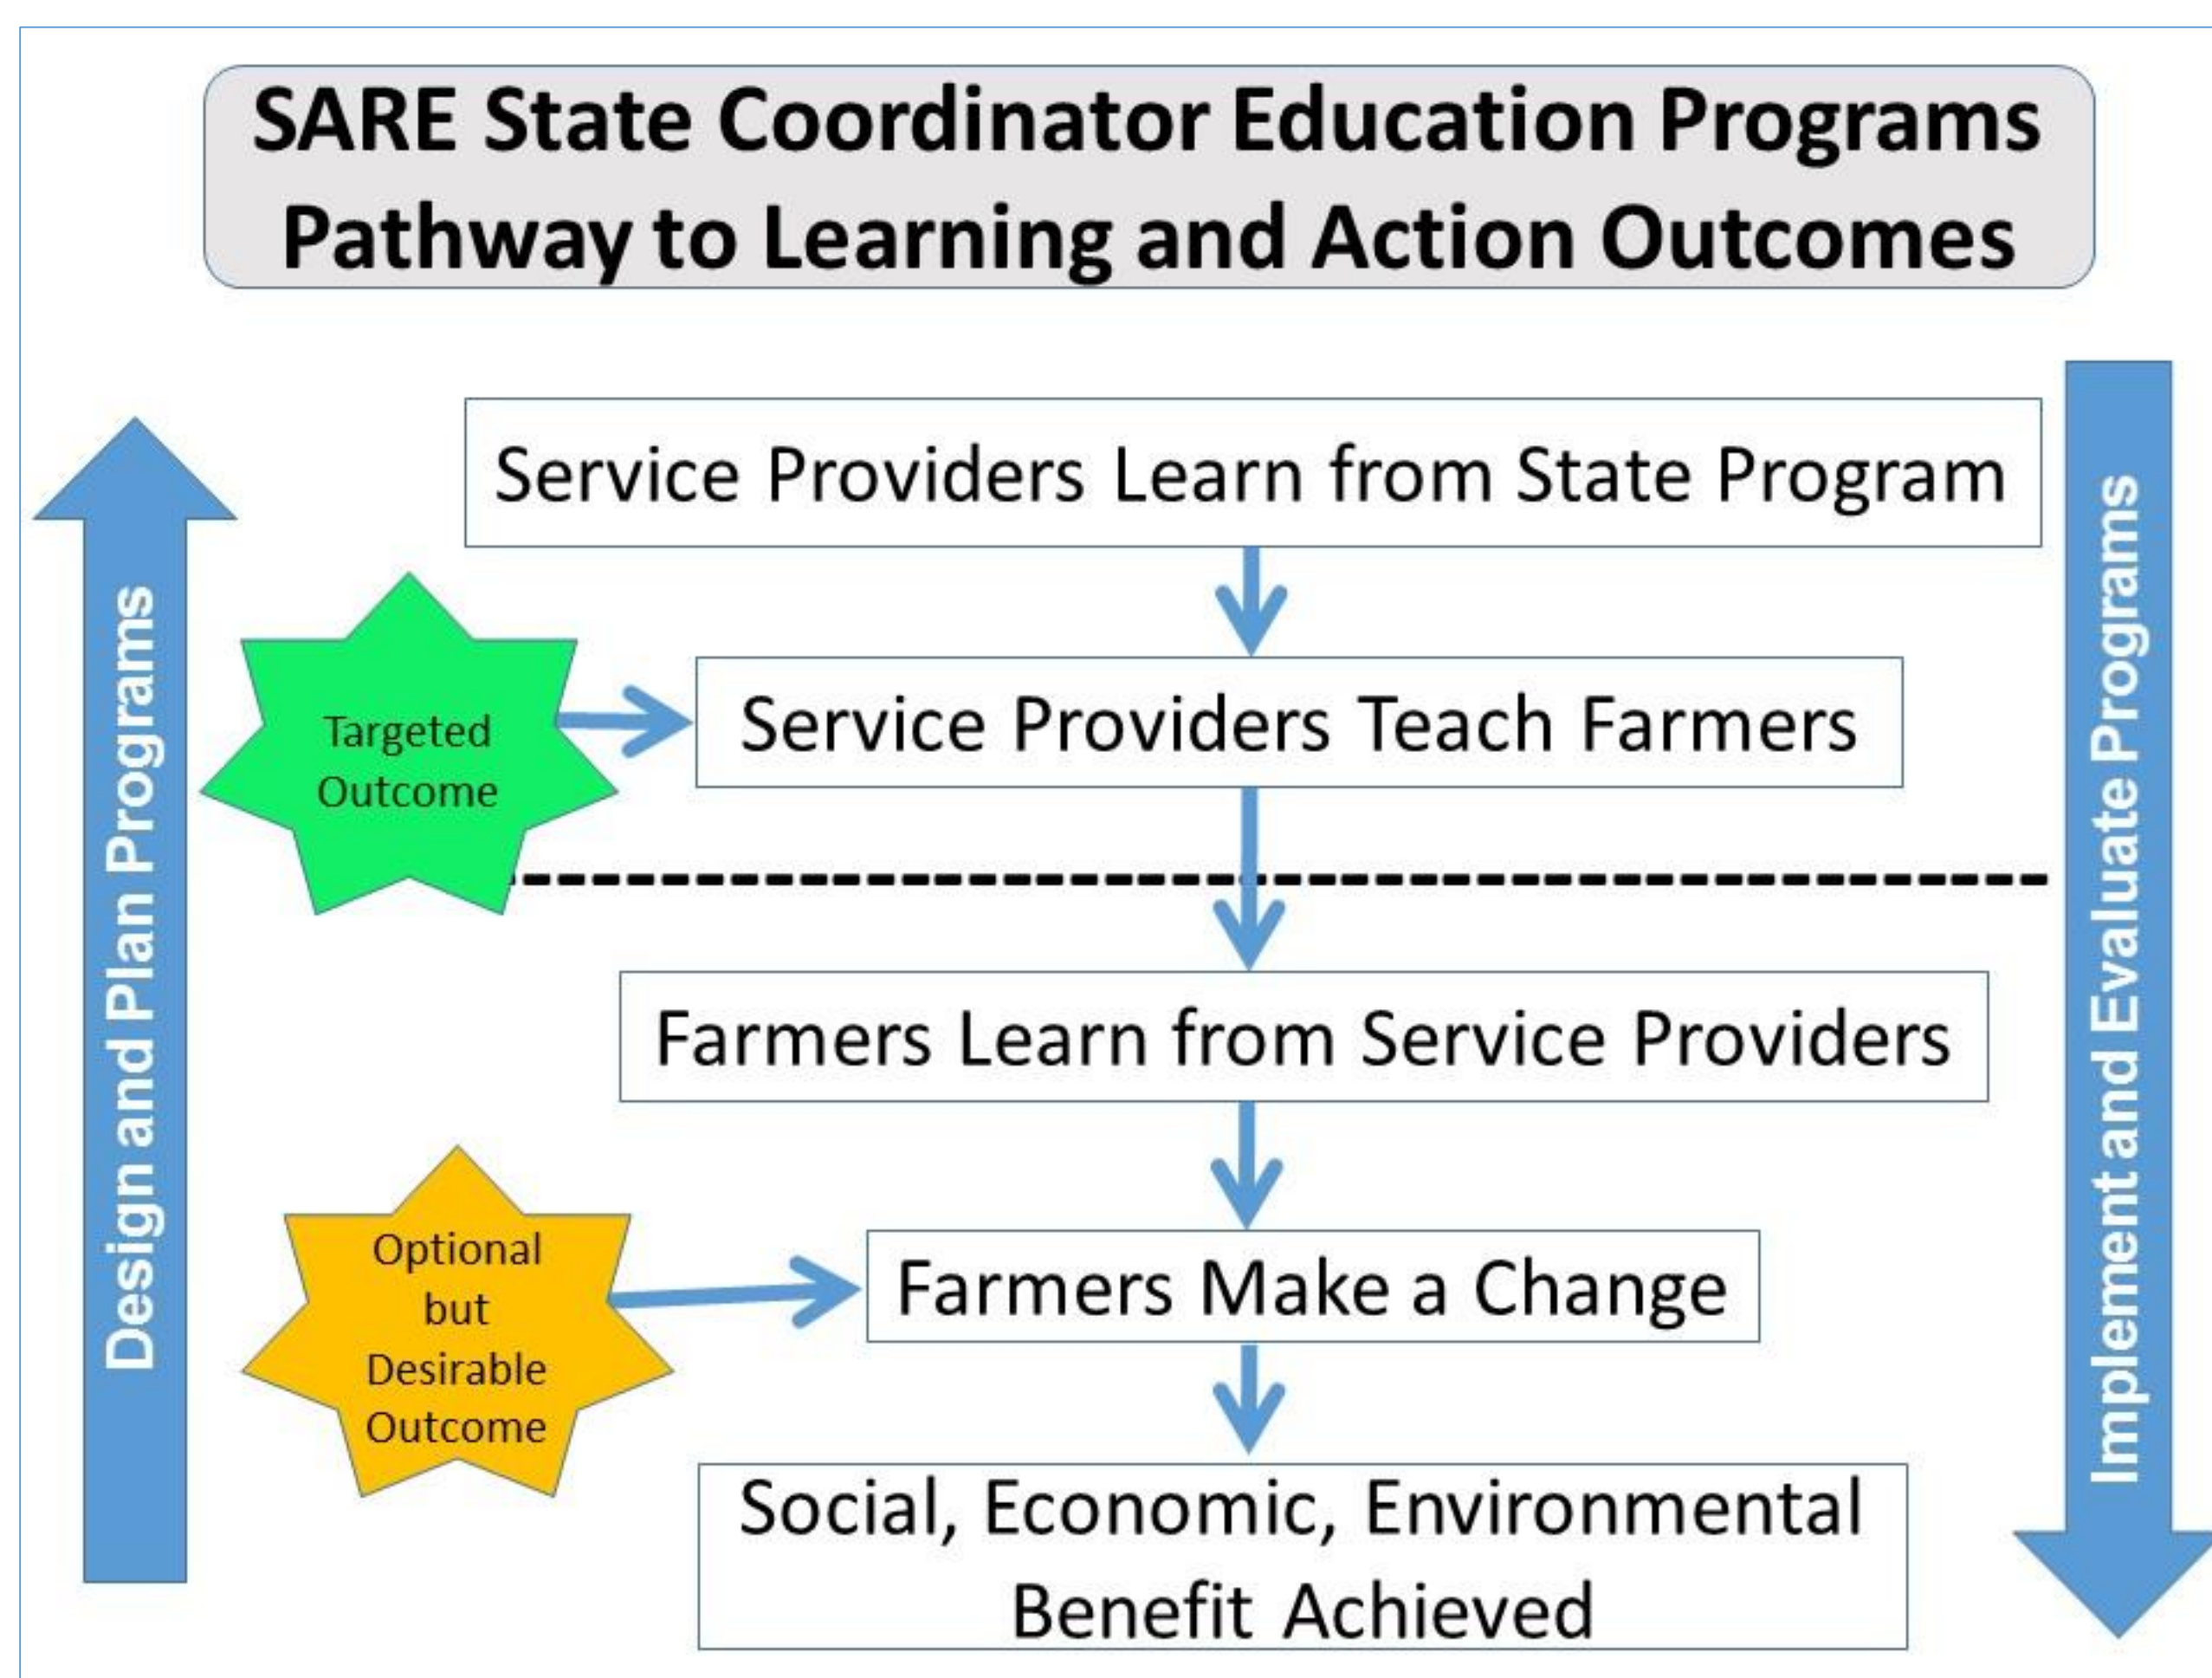 SARE State Coordinator Education Programs
Pathway to Learning and Action Outcomes
Design and Plan Programs
Service Providers Learn from State Program
Targeted
Outcome
Service Providers Teach Farmers
Farmers Learn from Service Providers
Optional
but
Desirable
Outcome
Farmers Make a Change
Social, Economic, Environmental
Benefit Achieved
Implement and Evaluate Programs